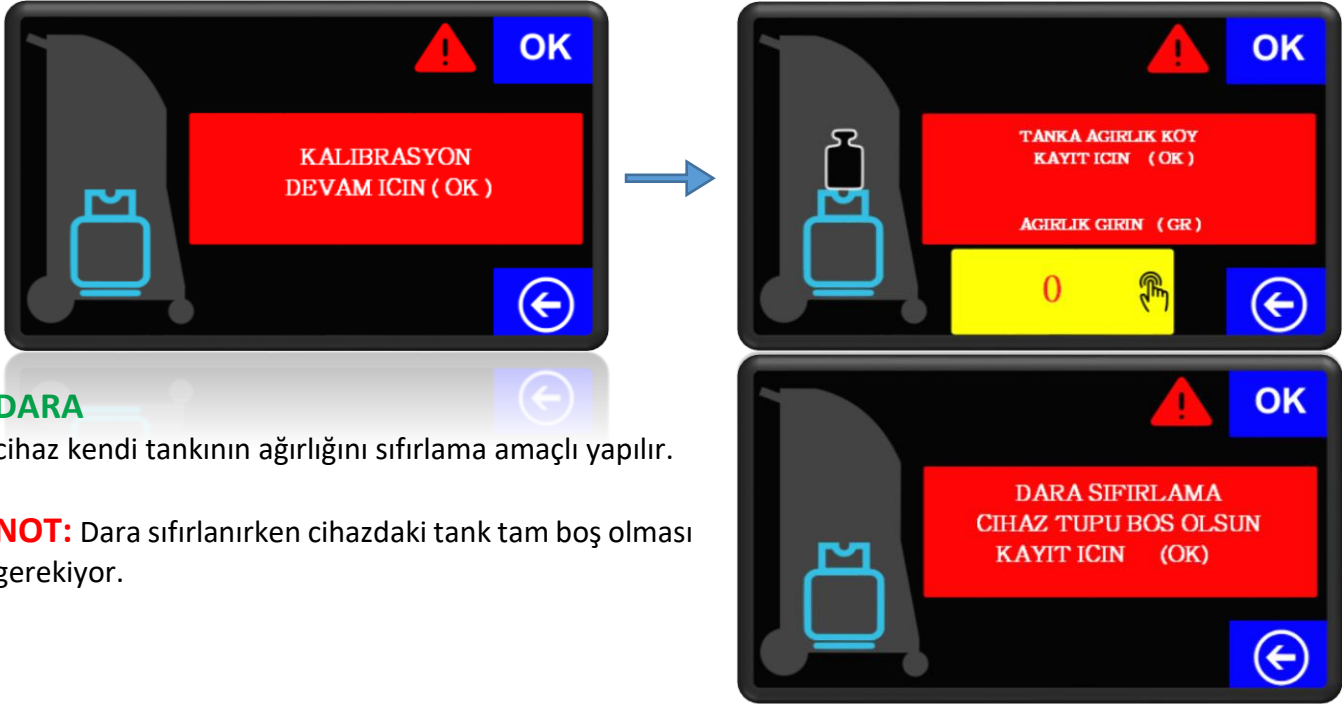 OK
KALIBRASYON
DEVAM ICIN ( OK )
OK
TANKA AGIRLIK KOY
KAYIT ICIN ( OK )
AGIRLIK GIRIN ( GR )
0
DARA
cihaz kendi tankının ağırlığını sıfırlama amaçlı yapılır.
NOT: Dara sıfırlanırken cihazdaki tank tam boş olması
gerekiyor.
OK
DARA SIFIRLAMA
CIHAZ TUPU BOS OLSUN
KAYIT ICIN (OK)